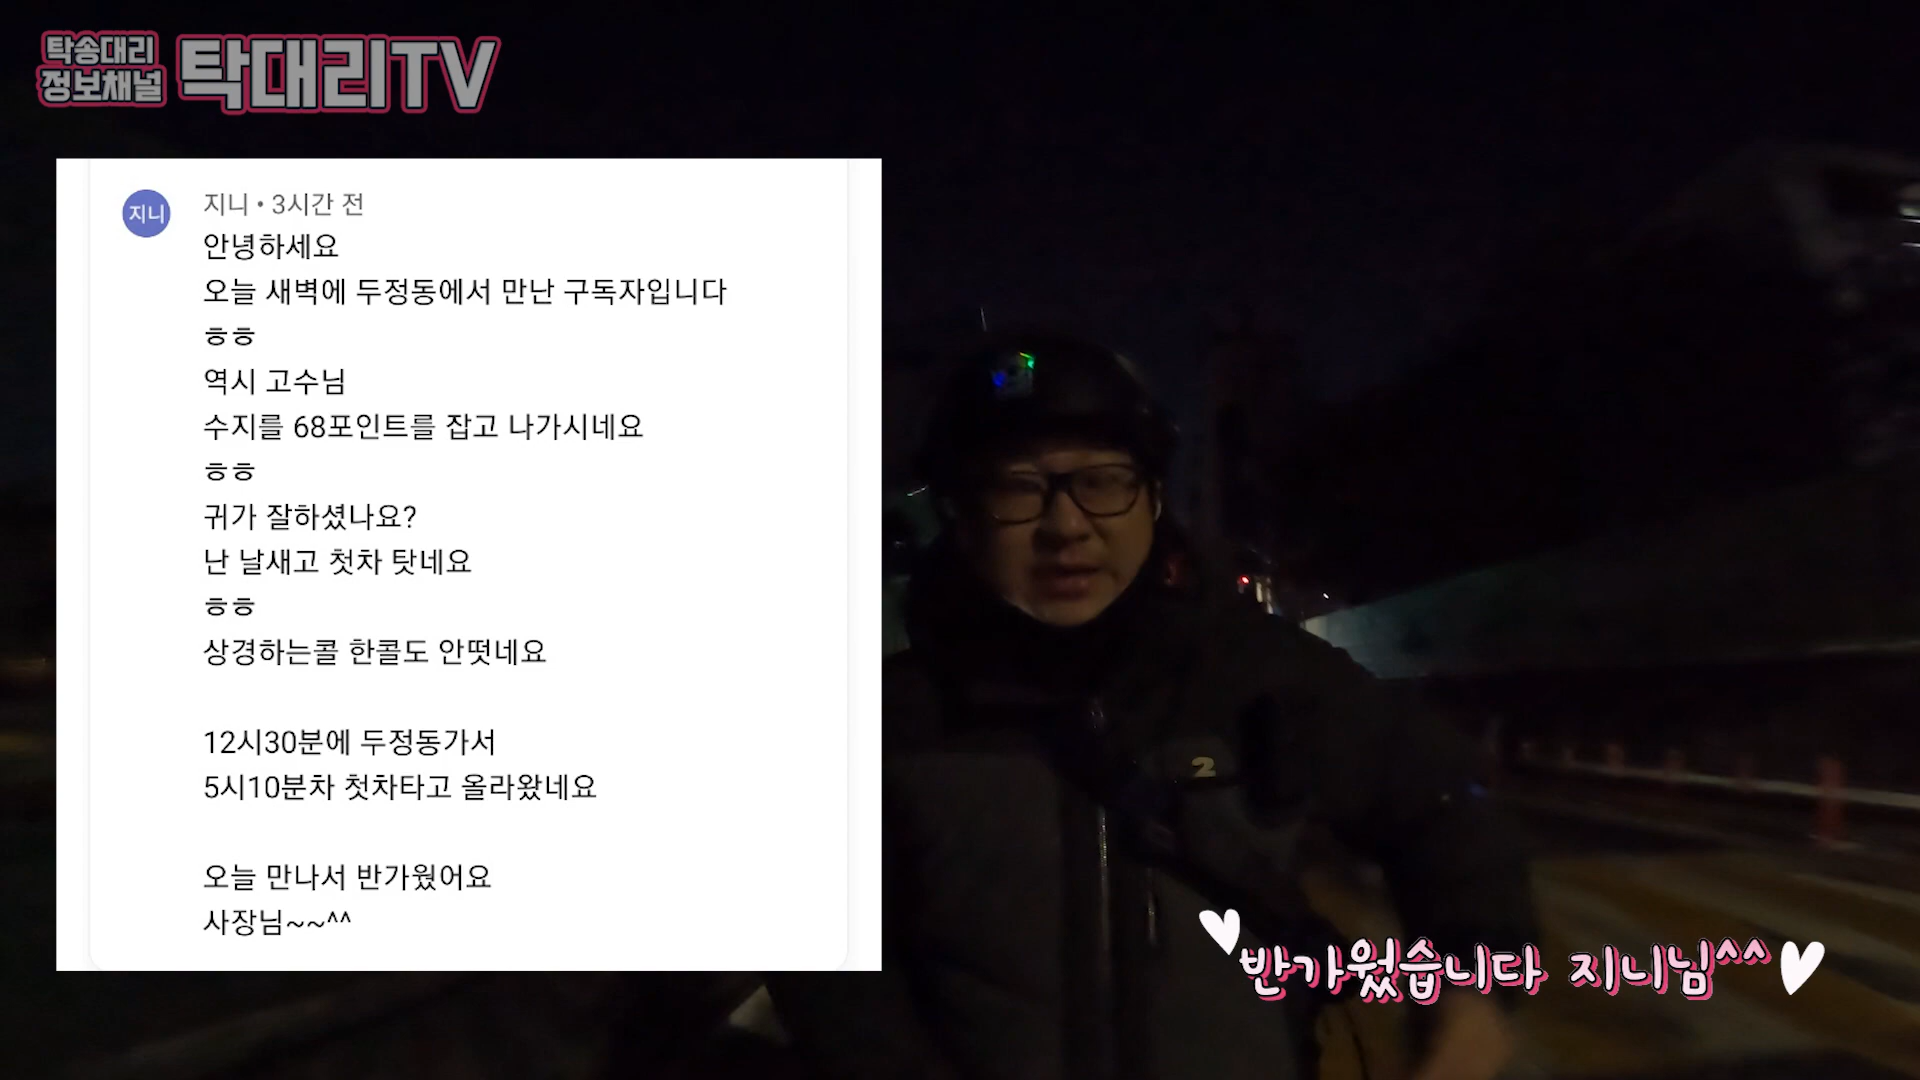 탁송대리
정보채널
탁대리TV
지니
지니 • 3시간 전
안녕하세요
오늘 새벽에 두정동에서 만난 구독자입니다
ㅎㅎ
역시 고수님
수지를 68포인트를 잡고 나가시네요
ㅎㅎ
귀가 잘하셨나요?
난 날새고 첫차 탓네요
ㅎㅎ
상경하는콜 한콜도 안떳네요
12시30분에 두정동가서
5시10분차 첫차타고 올라왔네요
오늘 만나서 반가웠어요
사장님~~^^
2
반가웠습니다 지니님^^